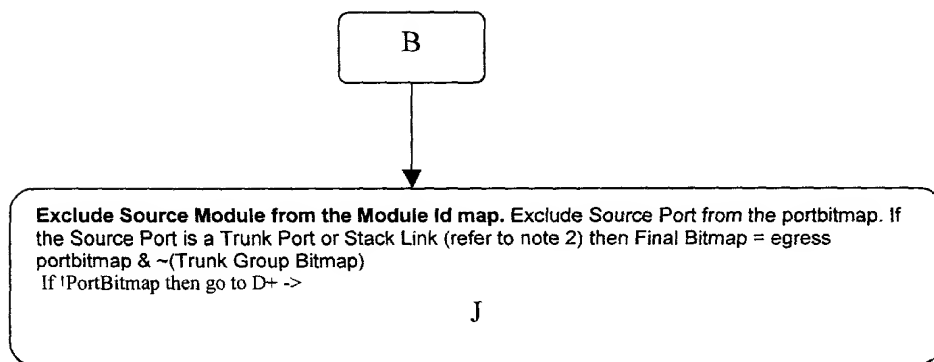 B
Exclude Source Module from the Module Id map. Exclude Source Port from the portbitmap. If
the Source Port is a Trunk Port or Stack Link (refer to note 2) then Final Bitmap = egress
portbitmap & ~(Trunk Group Bitmap)
If !PortBitmap then go to D+ ->
J